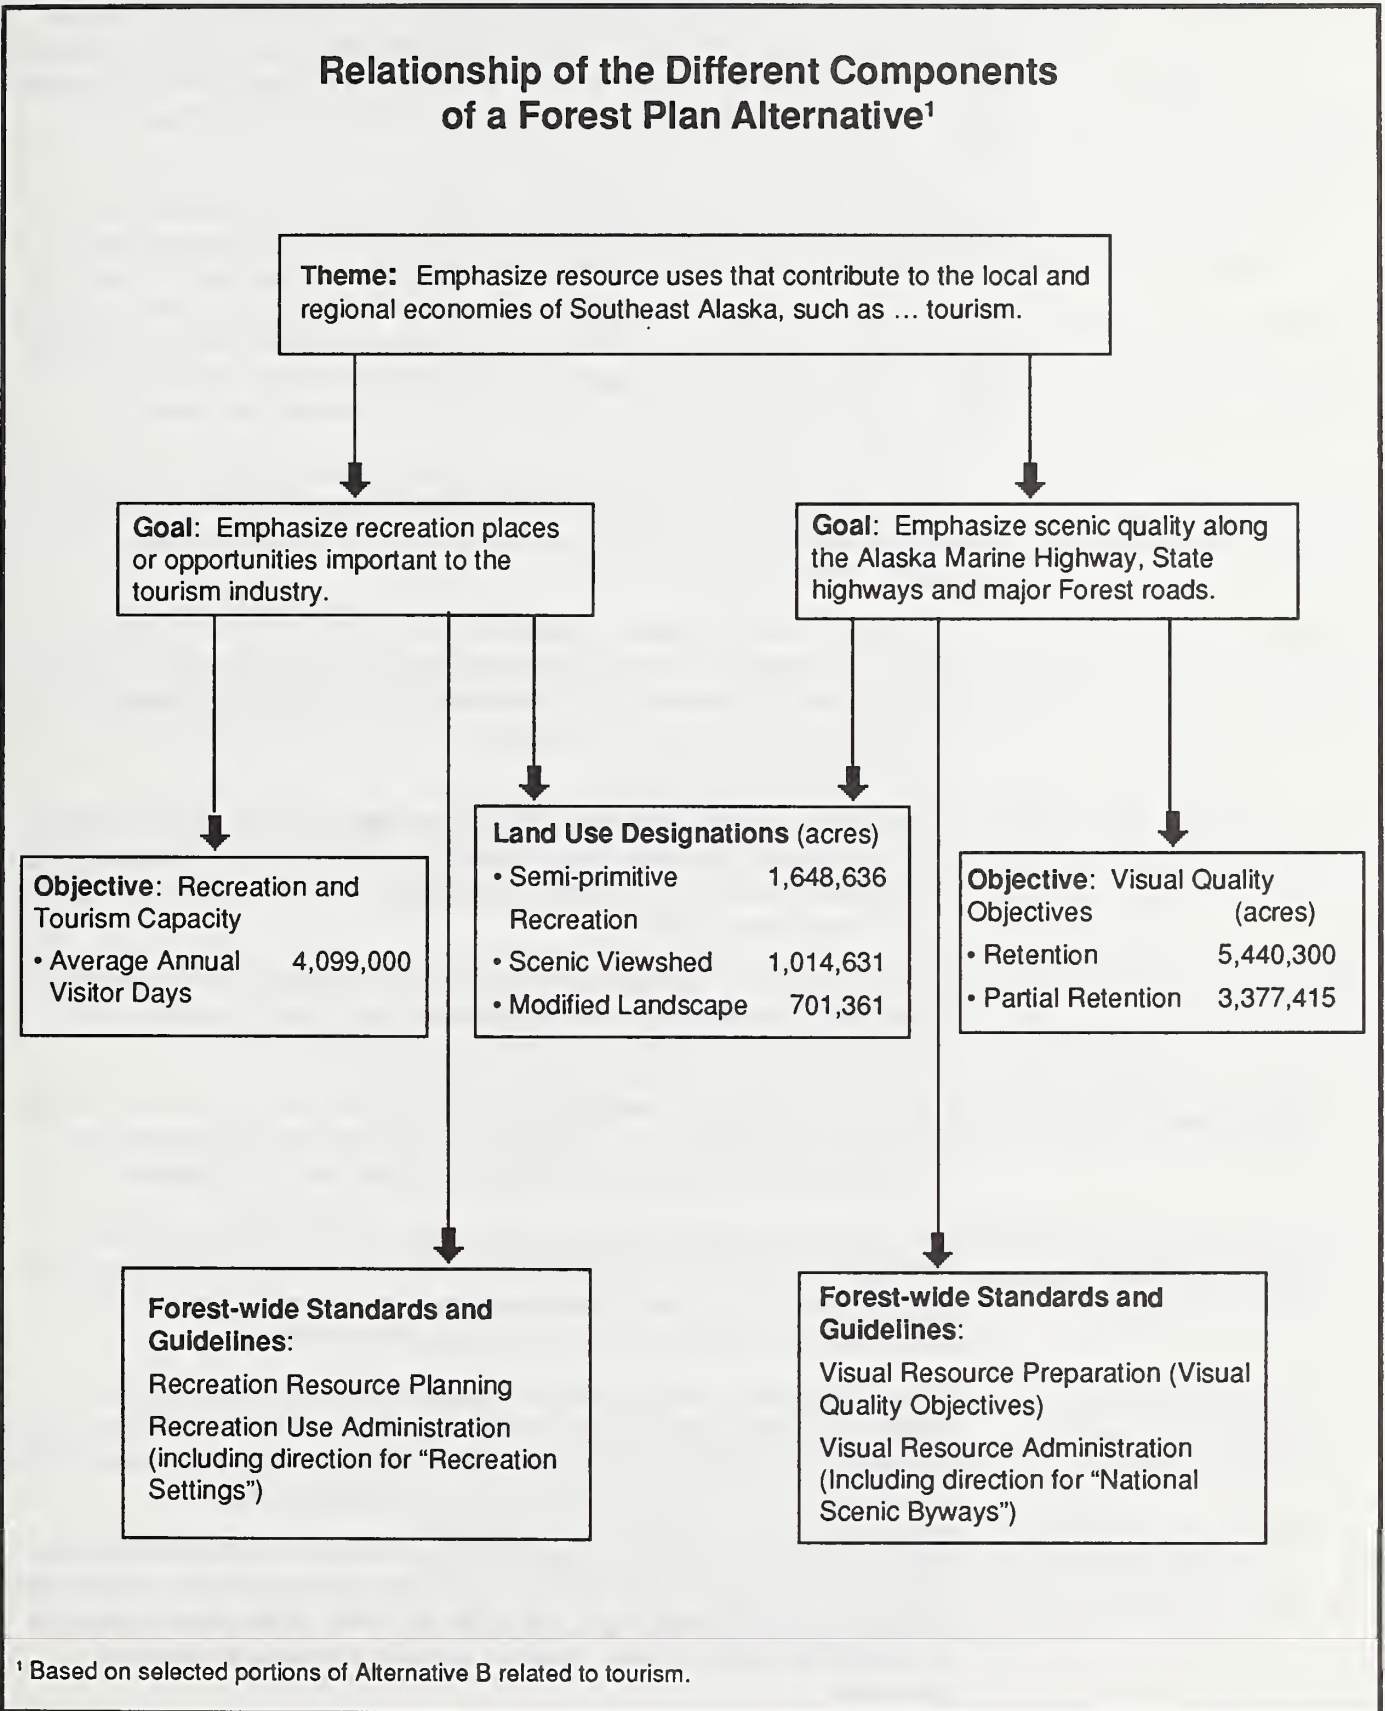 Relationship of the Different Components
of a Forest Plan Alternative¹
Theme: Emphasize resource uses that contribute to the local and
regional economies of Southeast Alaska, such as ... tourism.
Goal: Emphasize recreation places
or opportunities important to the
tourism industry.
Goal: Emphasize scenic quality along
the Alaska Marine Highway, State
highways and major Forest roads.
Objective: Recreation and
Tourism Capacity
• Average Annual 4,099,000
Visitor Days
Land Use Designations (acres)
• Semi-primitive 1,648,636
Recreation
• Scenic Viewshed 1,014,631
• Modified Landscape 701,361
Objective: Visual Quality
Objectives (acres)
• Retention 5,440,300
• Partial Retention 3,377,415
Forest-wide Standards and
Guidelines:
Recreation Resource Planning
Recreation Use Administration
(including direction for “Recreation
Settings”)
Forest-wide Standards and
Guidelines:
Visual Resource Preparation (Visual
Quality Objectives)
Visual Resource Administration
(Including direction for “National
Scenic Byways”)
¹ Based on selected portions of Alternative B related to tourism.